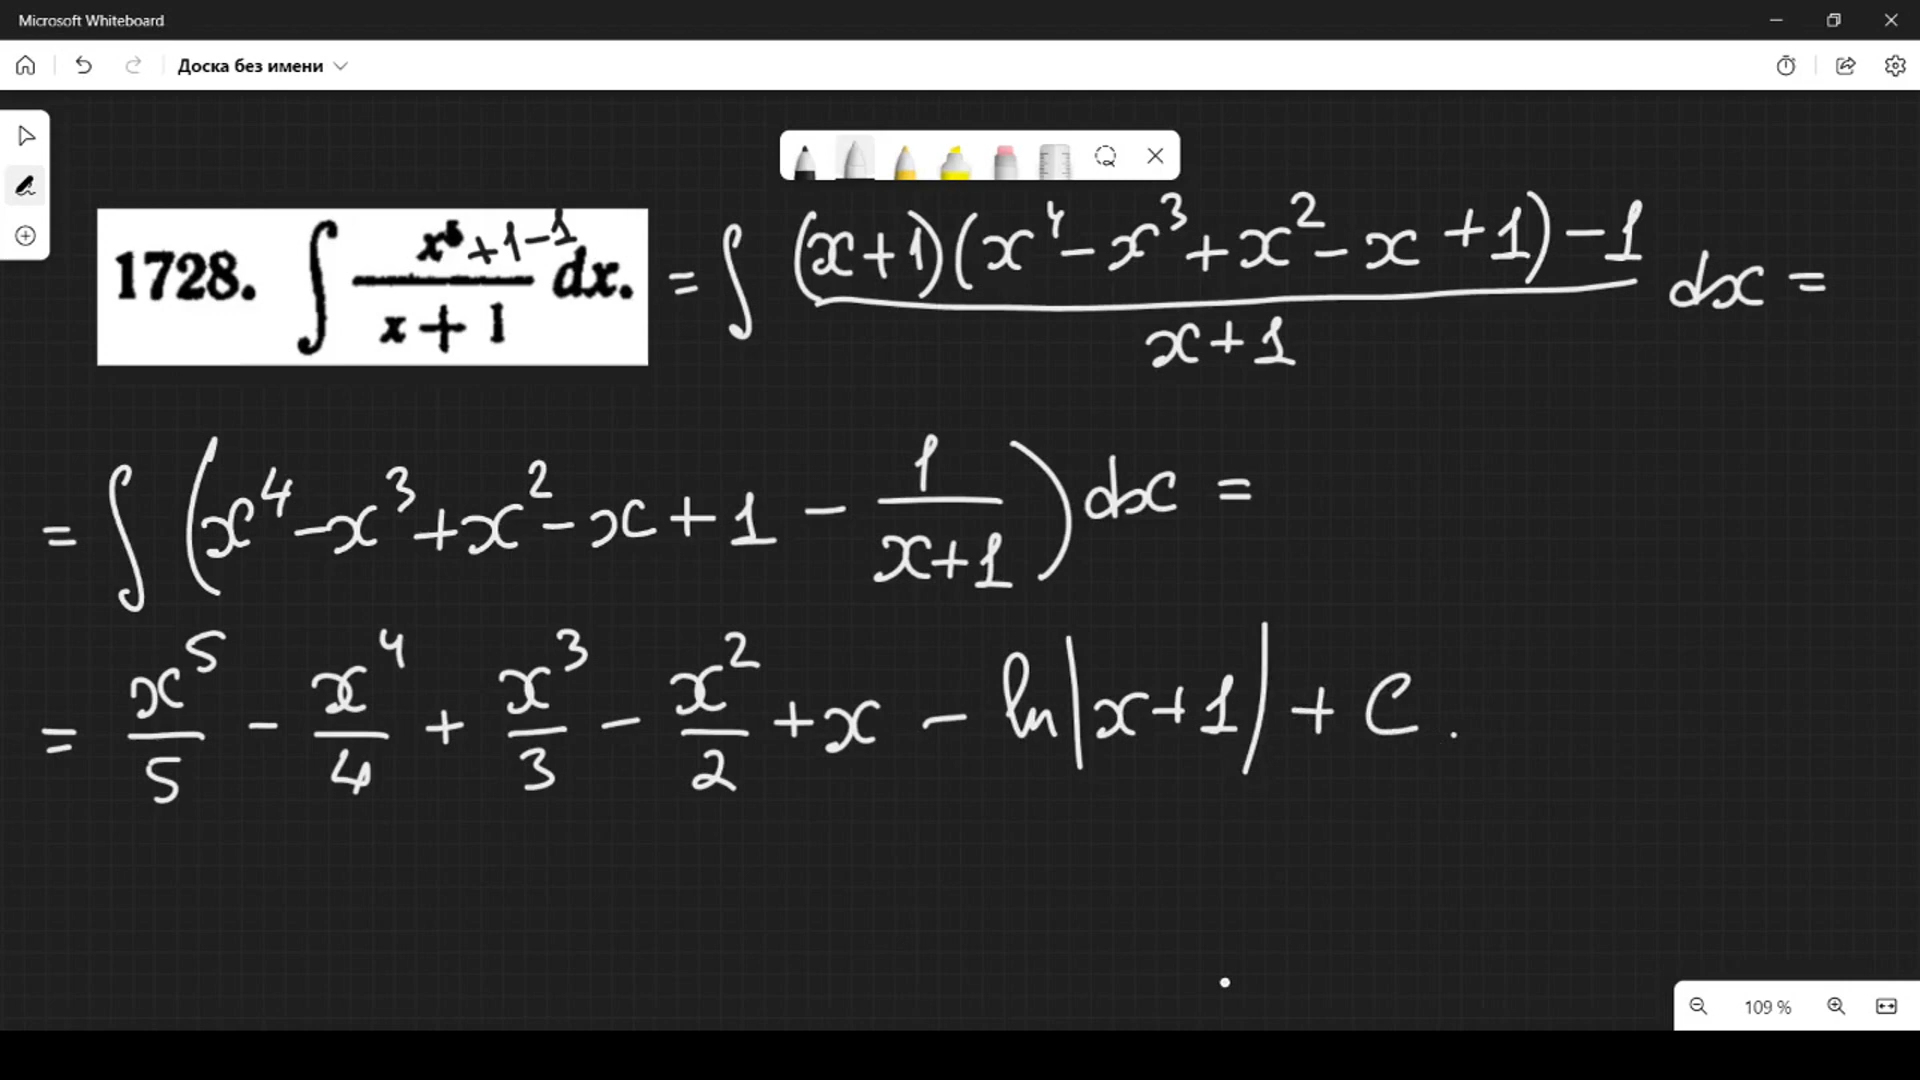 Microsoft Whiteboard
Доска без имени
1728. ∫ (x⁵+1-1)/(x+1) dx. = ∫ ((x+1)(x⁴-x³+x²-x+1)-1)/(x+1) dx =
= ∫ (x⁴-x³+x²-x+1 - 1/(x+1)) dx =
= x⁵/5 - x⁴/4 + x³/3 - x²/2 + x - ln|x+1| + C.
109 %